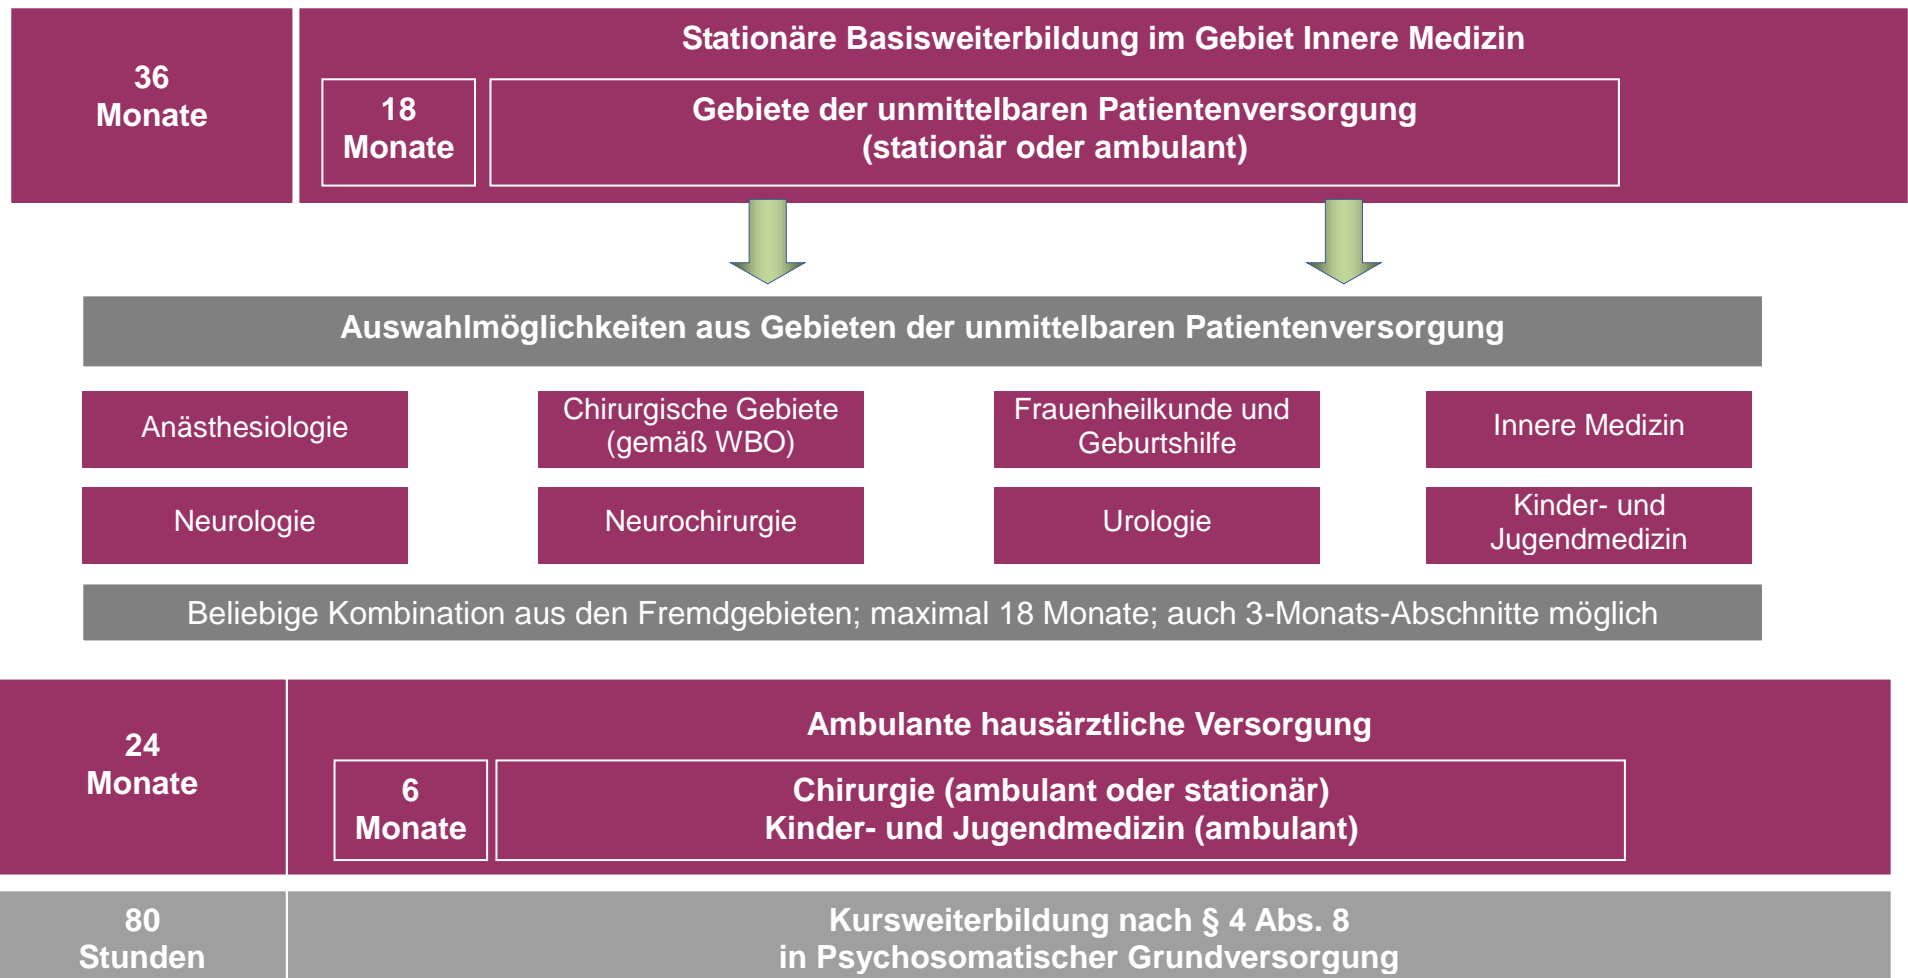 36
Monate
Stationäre Basisweiterbildung im Gebiet Innere Medizin
18
Monate
Gebiete der unmittelbaren Patientenversorgung
(stationär oder ambulant)
Auswahlmöglichkeiten aus Gebieten der unmittelbaren Patientenversorgung
Anästhesiologie
Chirurgische Gebiete
(gemäß WBO)
Frauenheilkunde und
Geburtshilfe
Innere Medizin
Neurologie
Neurochirurgie
Urologie
Kinder- und
Jugendmedizin
Beliebige Kombination aus den Fremdgebieten; maximal 18 Monate; auch 3-Monats-Abschnitte möglich
24
Monate
Ambulante hausärztliche Versorgung
6
Monate
Chirurgie (ambulant oder stationär)
Kinder- und Jugendmedizin (ambulant)
80
Stunden
Kursweiterbildung nach § 4 Abs. 8
in Psychosomatischer Grundversorgung